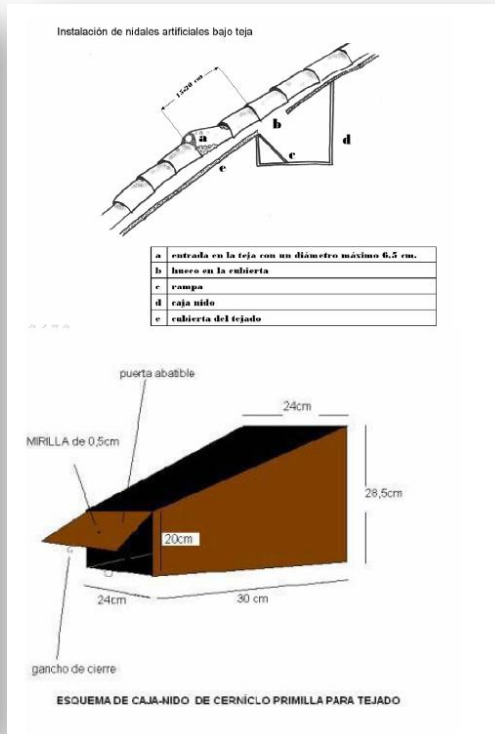 Instalación de nidales artificiales bajo teja
15-20 cm
a
b
c
d
e
a entrada en la teja con un diámetro máximo 6.5 cm.
b hueco en la cubierta
c rampa
d caja nido
e cubierta del tejado
puerta abatible
24cm
MIRILLA de 0,5cm
28,5cm
20cm
24cm
30 cm
gancho de cierre
ESQUEMA DE CAJA-NIDO DE CERNÍCLO PRIMILLA PARA TEJADO